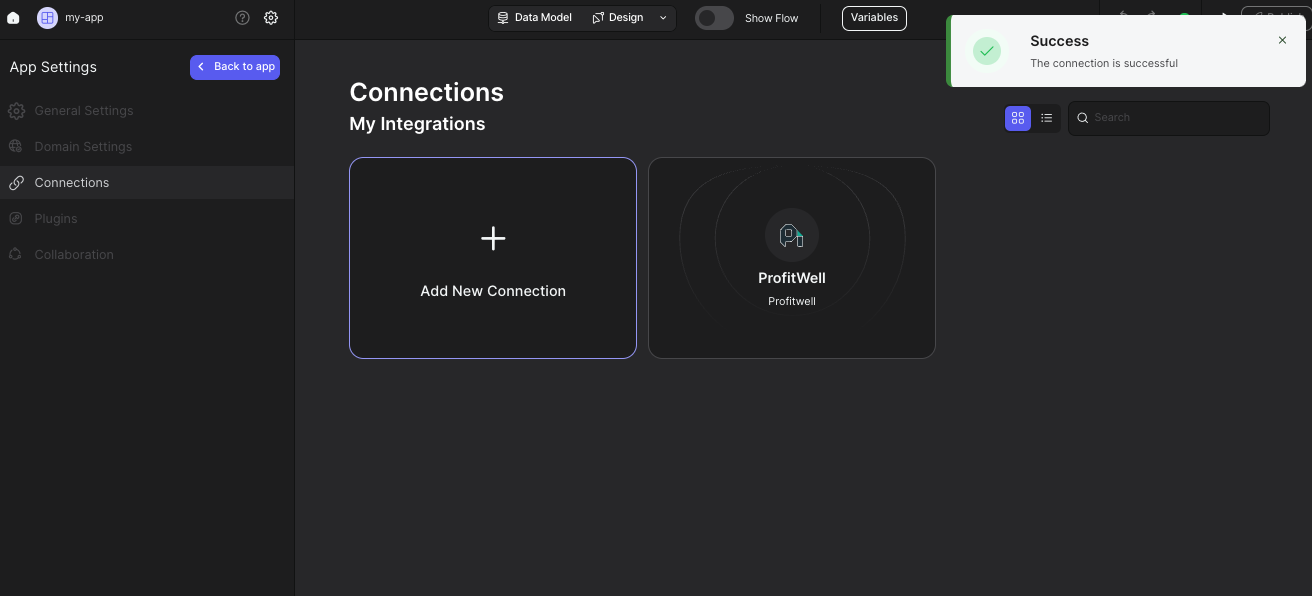 my-app
Data Model
Design
Show Flow
Variables
Success
The connection is successful
App Settings
Back to app
General Settings
Domain Settings
Connections
Plugins
Collaboration
Connections
My Integrations
Search
Add New Connection
ProfitWell
Profitwell